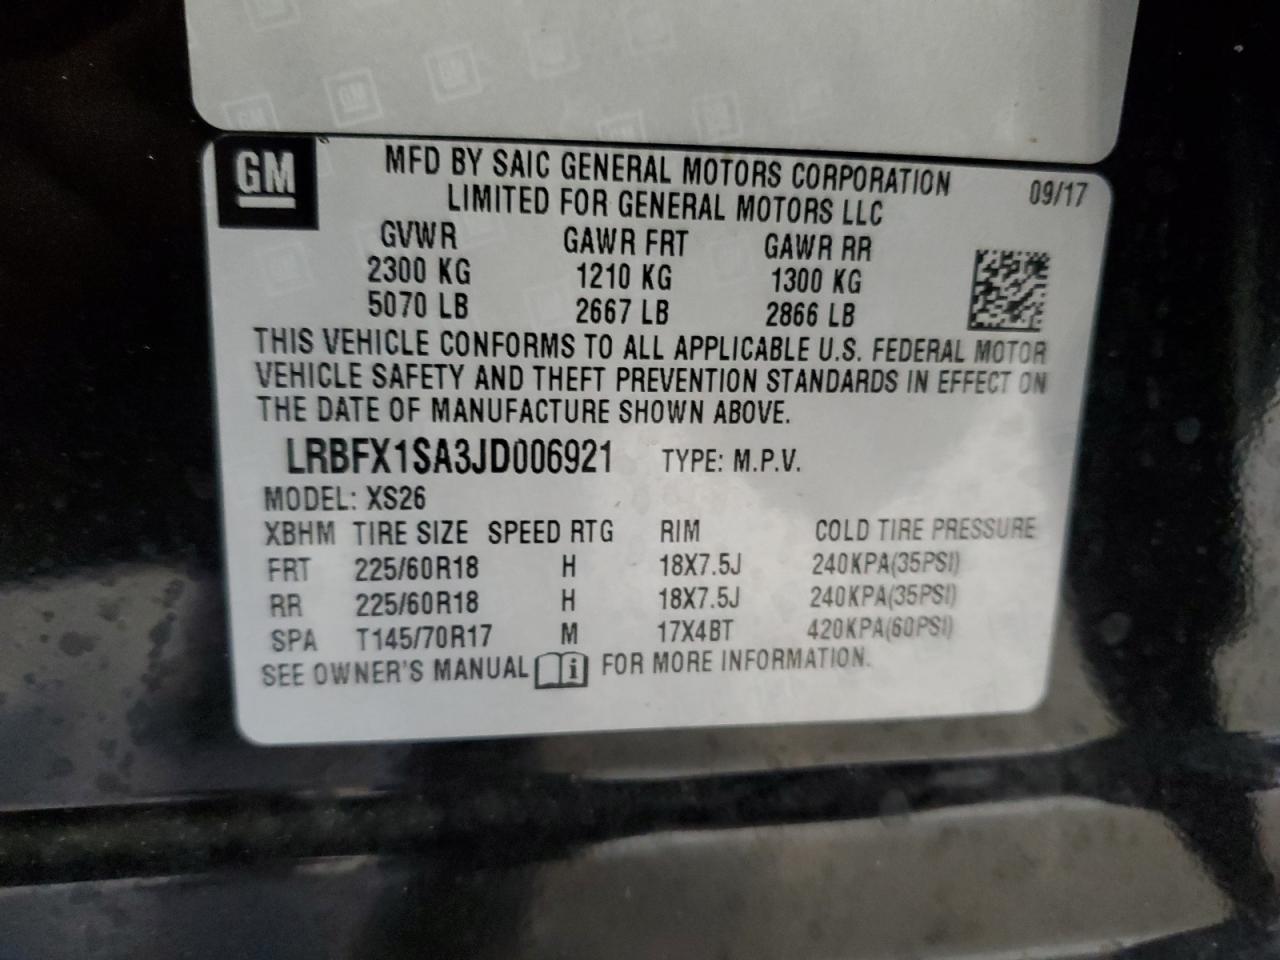 GM
MFD BY SAIC GENERAL MOTORS CORPORATION 09/17
LIMITED FOR GENERAL MOTORS LLC
GVWR GAWR FRT GAWR RR
2300 KG 1210 KG 1300 KG
5070 LB 2667 LB 2866 LB
THIS VEHICLE CONFORMS TO ALL APPLICABLE U.S. FEDERAL MOTOR
VEHICLE SAFETY AND THEFT PREVENTION STANDARDS IN EFFECT ON
THE DATE OF MANUFACTURE SHOWN ABOVE.
LRBFX1SA3JD006921 TYPE: M.P.V.
MODEL: XS26
XBHM TIRE SIZE SPEED RTG RIM COLD TIRE PRESSURE
FRT 225/60R18 H 18X7.5J 240KPA(35PSI)
RR 225/60R18 H 18X7.5J 240KPA(35PSI)
SPA T145/70R17 M 17X4BT 420KPA(60PSI)
SEE OWNER'S MANUAL i FOR MORE INFORMATION.